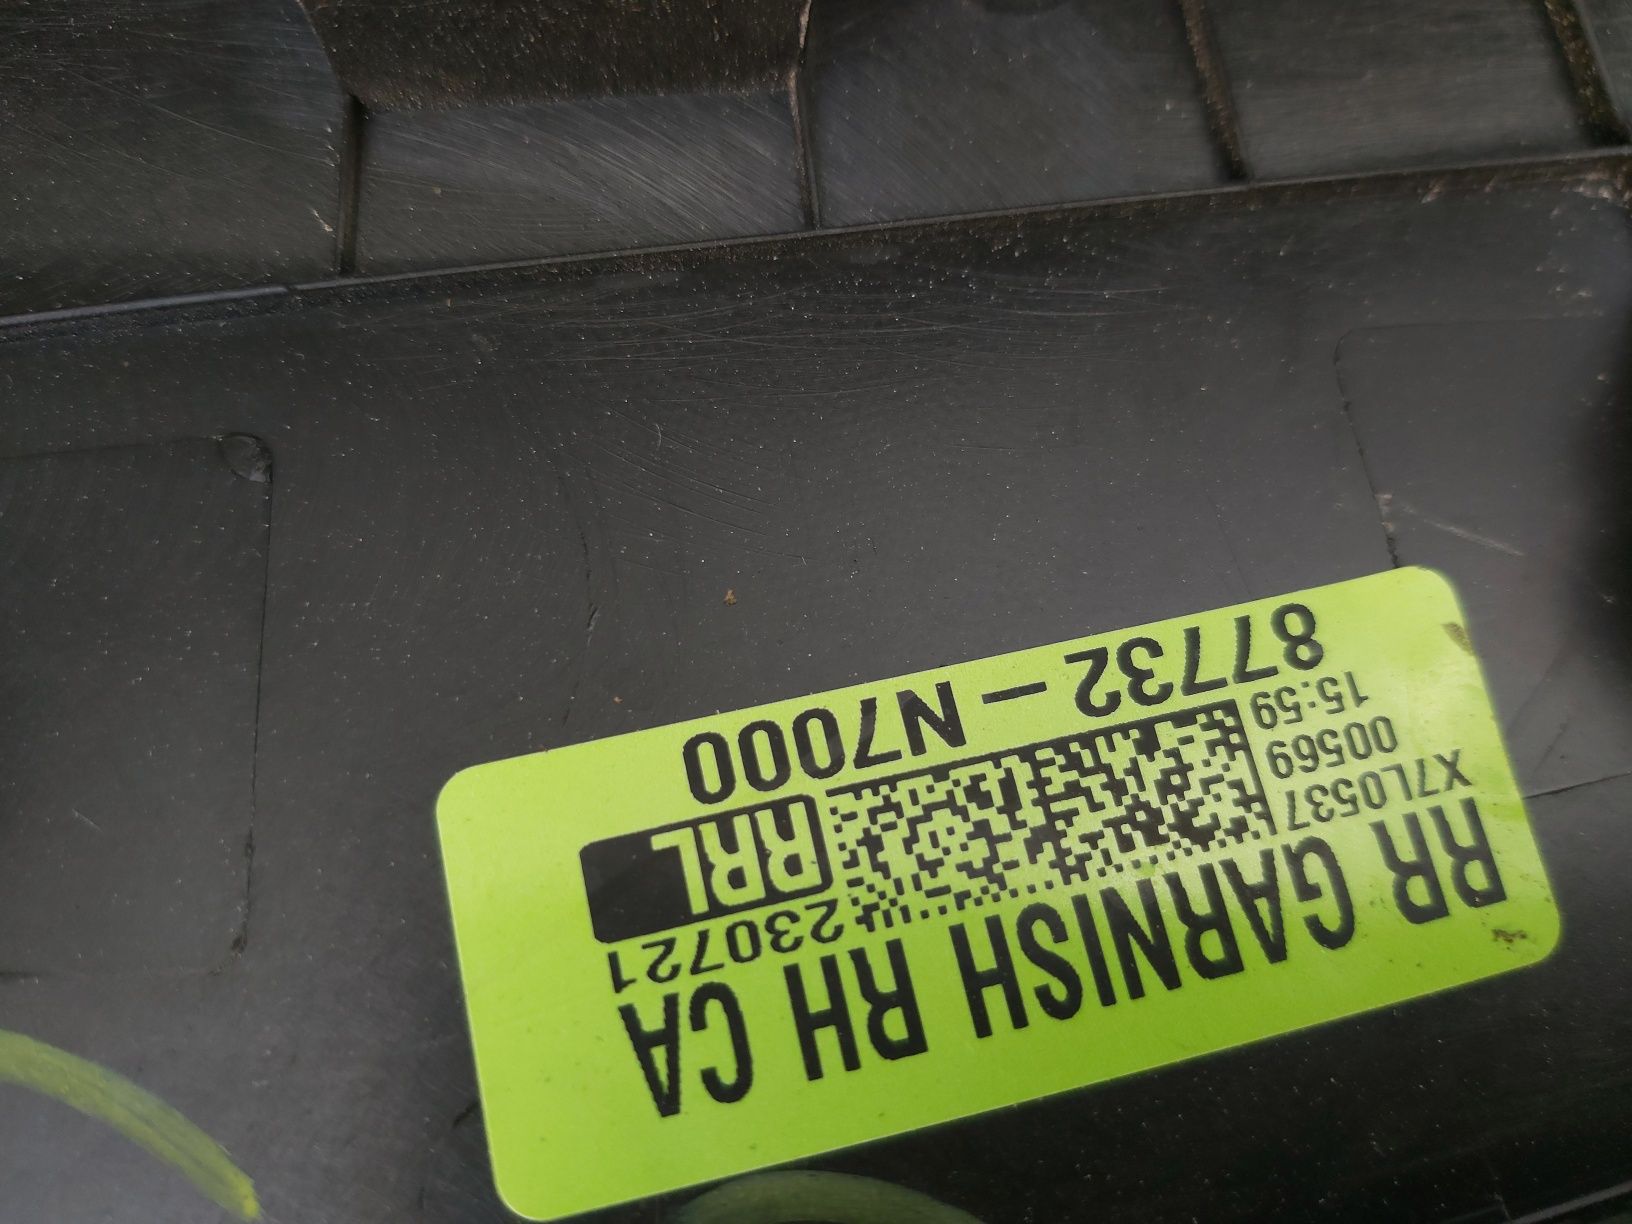 87732-N7000
15:59
00569
X7L0537
RRL
230721
RR GARNISH RH CA